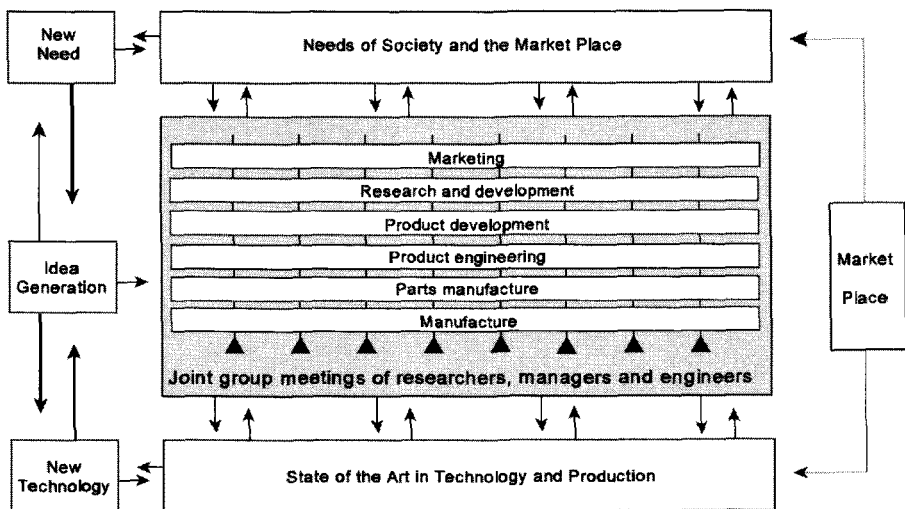 New
Need
Needs of Society and the Market Place
Marketing
Research and development
Product development
Product engineering
Parts manufacture
Manufacture
Joint group meetings of researchers, managers and engineers
Idea
Generation
Market
Place
New
Technology
State of the Art in Technology and Production